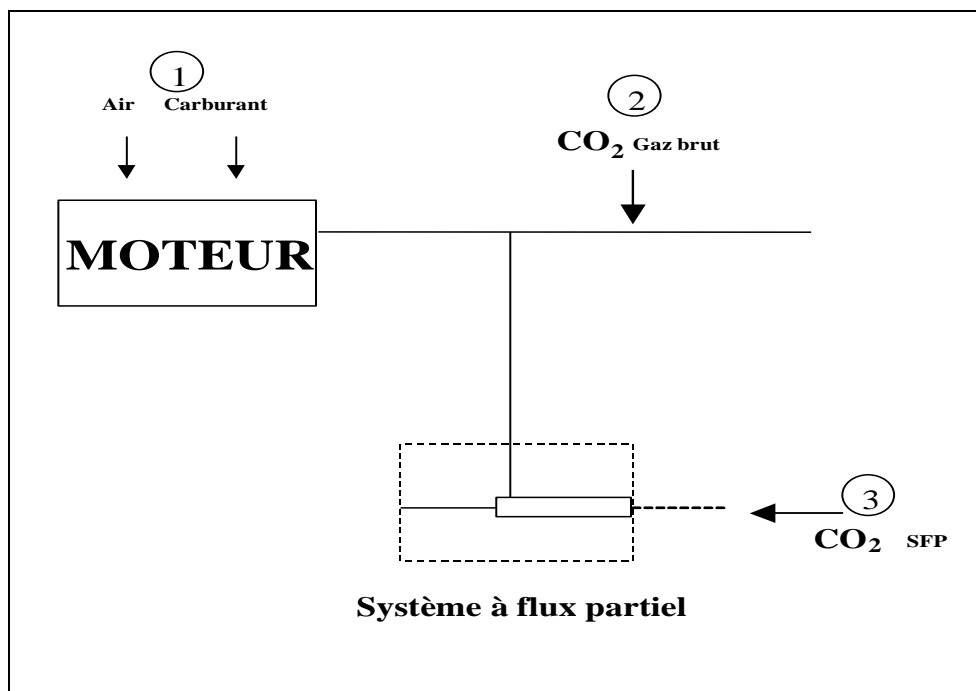 1
Air Carburant
2
CO₂ Gaz brut
MOTEUR
3
CO₂ SFP
Système à flux partiel